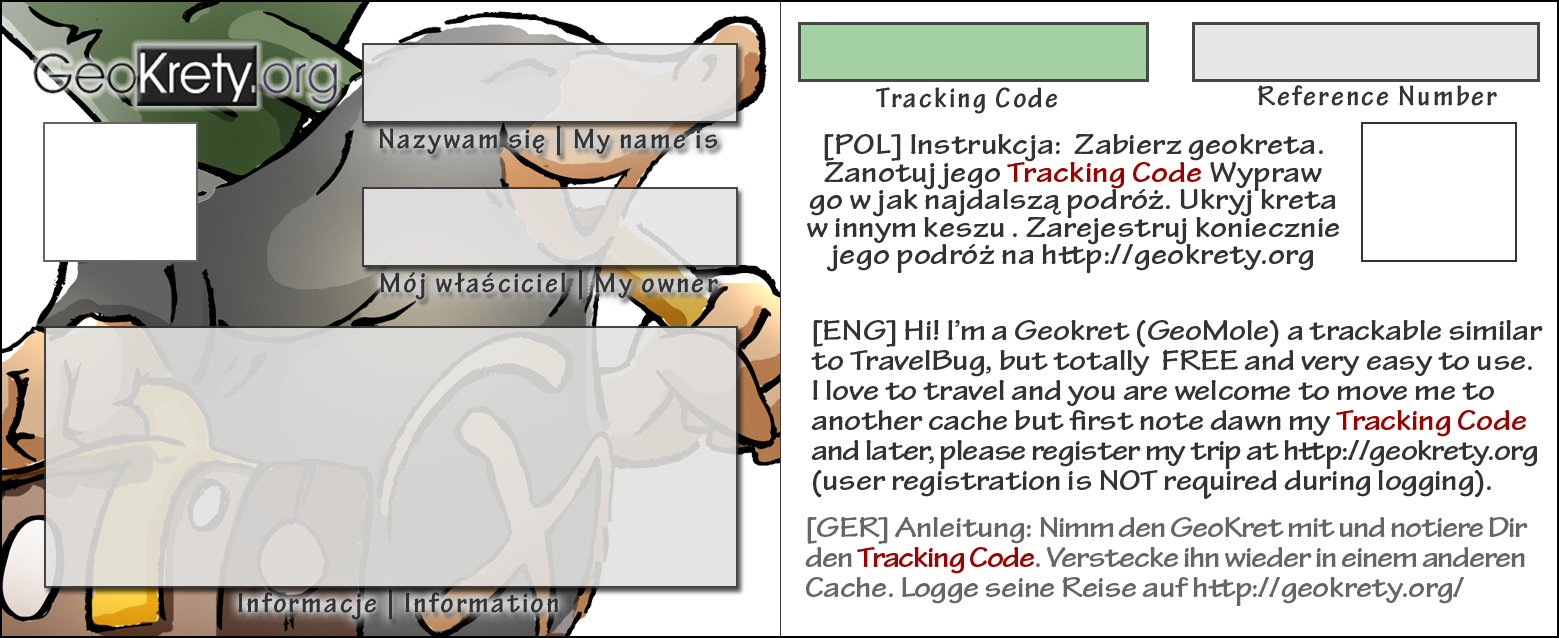 GeoKrety.org
Nazywam się | My name is
Mój właściciel | My owner
Informacje | Information
Tracking Code
Reference Number
[POL] Instrukcja: Zabierz geokreta.
Zanotuj jego Tracking Code Wypraw
go w jak najdalszą podróż. Ukryj kreta
w innym keszu . Zarejestruj koniecznie
jego podróż na http://geokrety.org
[ENG] Hi! I'm a Geokret (GeoMole) a trackable similar
to TravelBug, but totally FREE and very easy to use.
I love to travel and you are welcome to move me to
another cache but first note dawn my Tracking Code
and later, please register my trip at http://geokrety.org
(user registration is NOT required during logging).
[GER] Anleitung: Nimm den GeoKret mit und notiere Dir
den Tracking Code. Verstecke ihn wieder in einem anderen
Cache. Logge seine Reise auf http://geokrety.org/